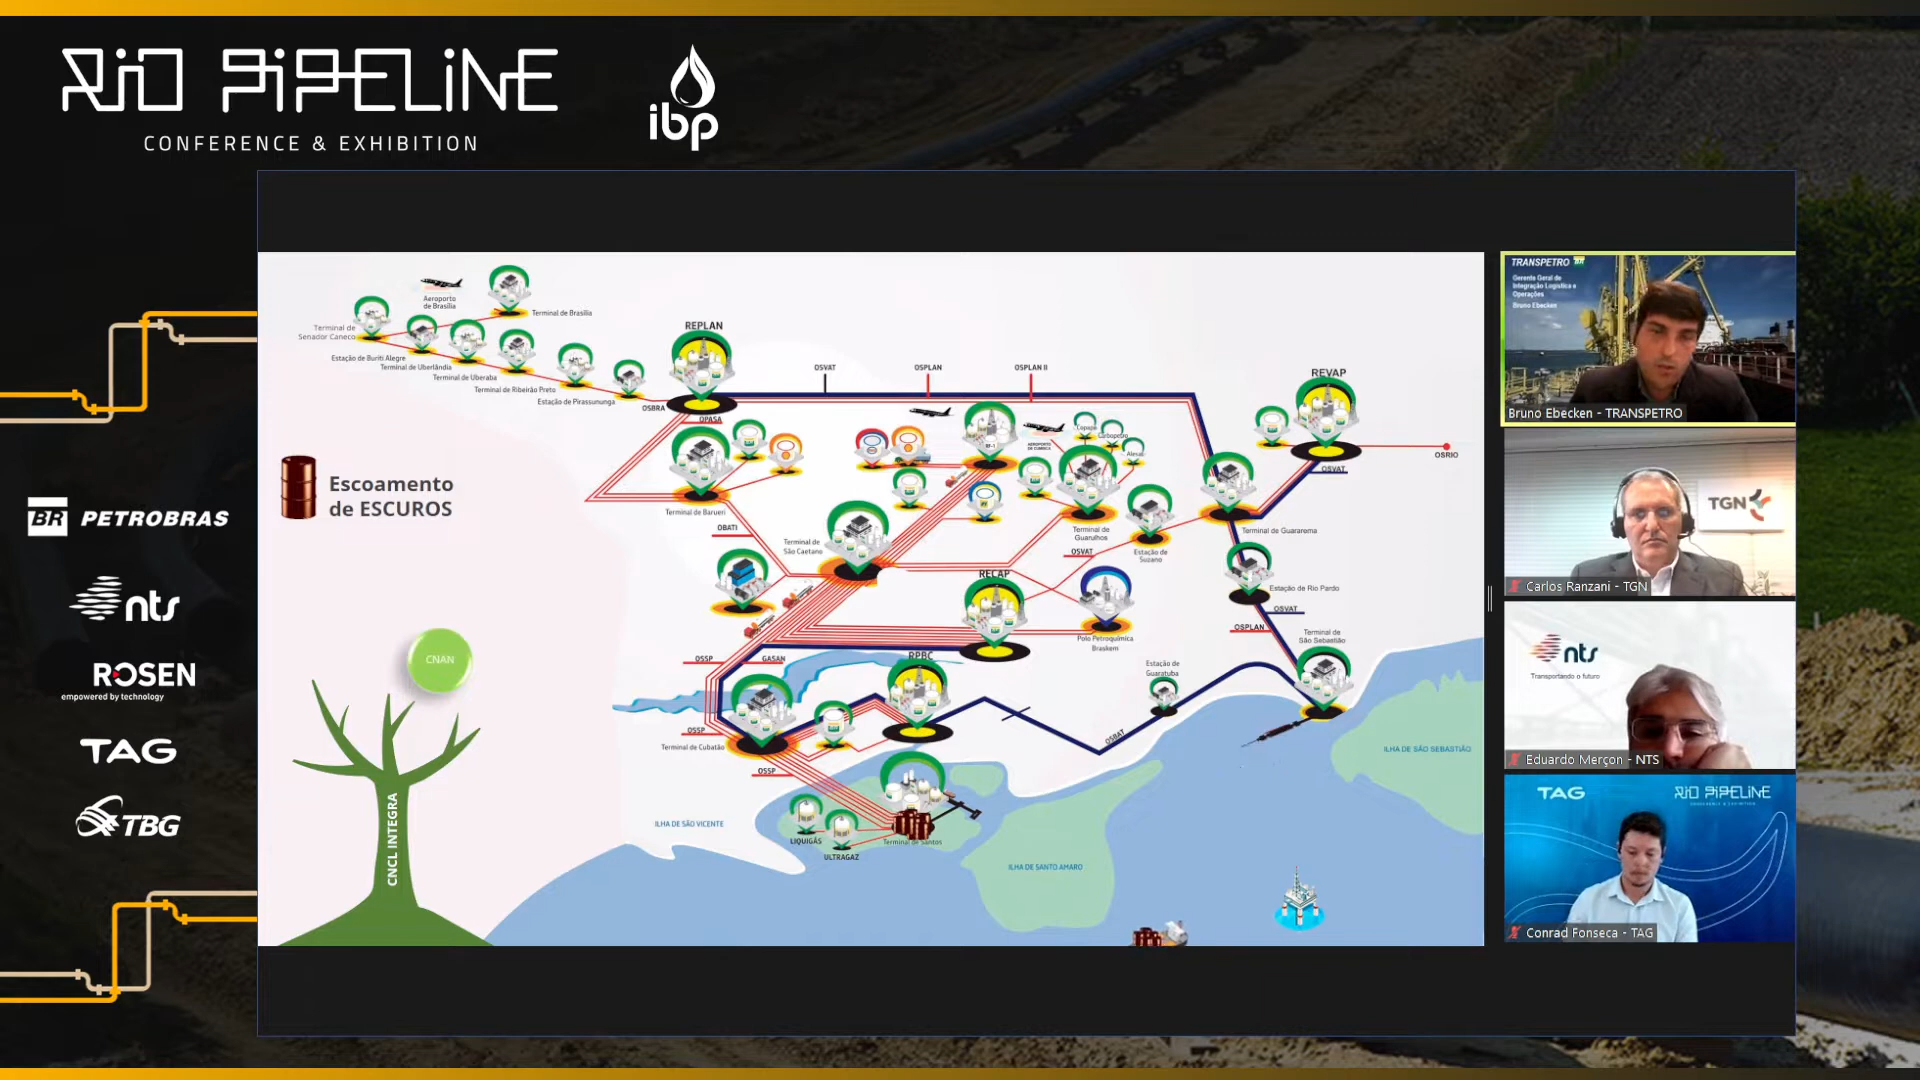 RiO PiPELiNE
CONFERENCE & EXHIBITION
ibp
BR PETROBRAS
nts
ROSEN
empowered by technology
TAG
TBG
Aeroporto
de Brasília
Terminal de Brasília
Terminal de
Senador Canedo
Estação de Buriti Alegre
Terminal de Uberlândia
Terminal de Uberaba
Terminal de Ribeirão Preto
Estação de Pirassununga
OSBRA
REPLAN
OPASA
OSVAT
OSPLAN
OSPLAN II
REVAP
OSVAT
OSRIO
Escoamento
de ESCUROS
Terminal de Barueri
OBATI
Terminal de
São Caetano
Terminal de
Guarulhos
OSVAT
Estação de
Suzano
Terminal de Guararema
Estação de Rio Pardo
OSVAT
OSPLAN
Terminal de
São Sebastião
RECAP
Polo Petroquímica
Braskem
OSSP
GASAN
RPBC
Estação de
Guaratuba
OSSP
Terminal de Cubatão
OSSP
OSBAT
ILHA DE SÃO SEBASTIÃO
ILHA DE SÃO VICENTE
LIQUIGÁS
ULTRAGAZ
Terminal de Santos
ILHA DE SANTO AMARO
CNAN
CNCL INTEGRA
TRANSPETRO BR
Gerente Geral de
Integração Logística e
Operações
Bruno Ebecken
Bruno Ebecken - TRANSPETRO
TGN
Carlos Ranzani - TGN
nts
Transportando o futuro
Eduardo Merçon - NTS
TAG
RiO PiPELiNE
Conrad Fonseca - TAG